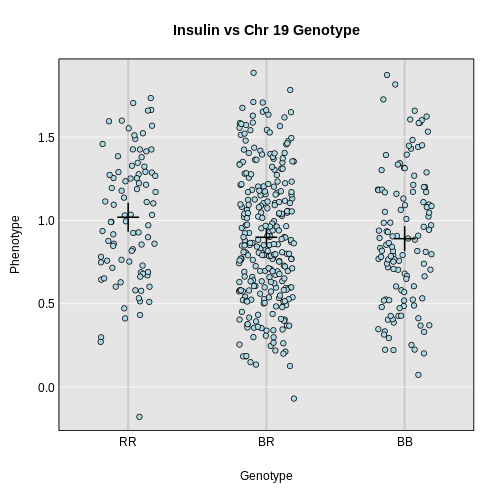 Insulin vs Chr 19 Genotype
Phenotype
1.5
1.0
0.5
0.0
RR BR BB
Genotype